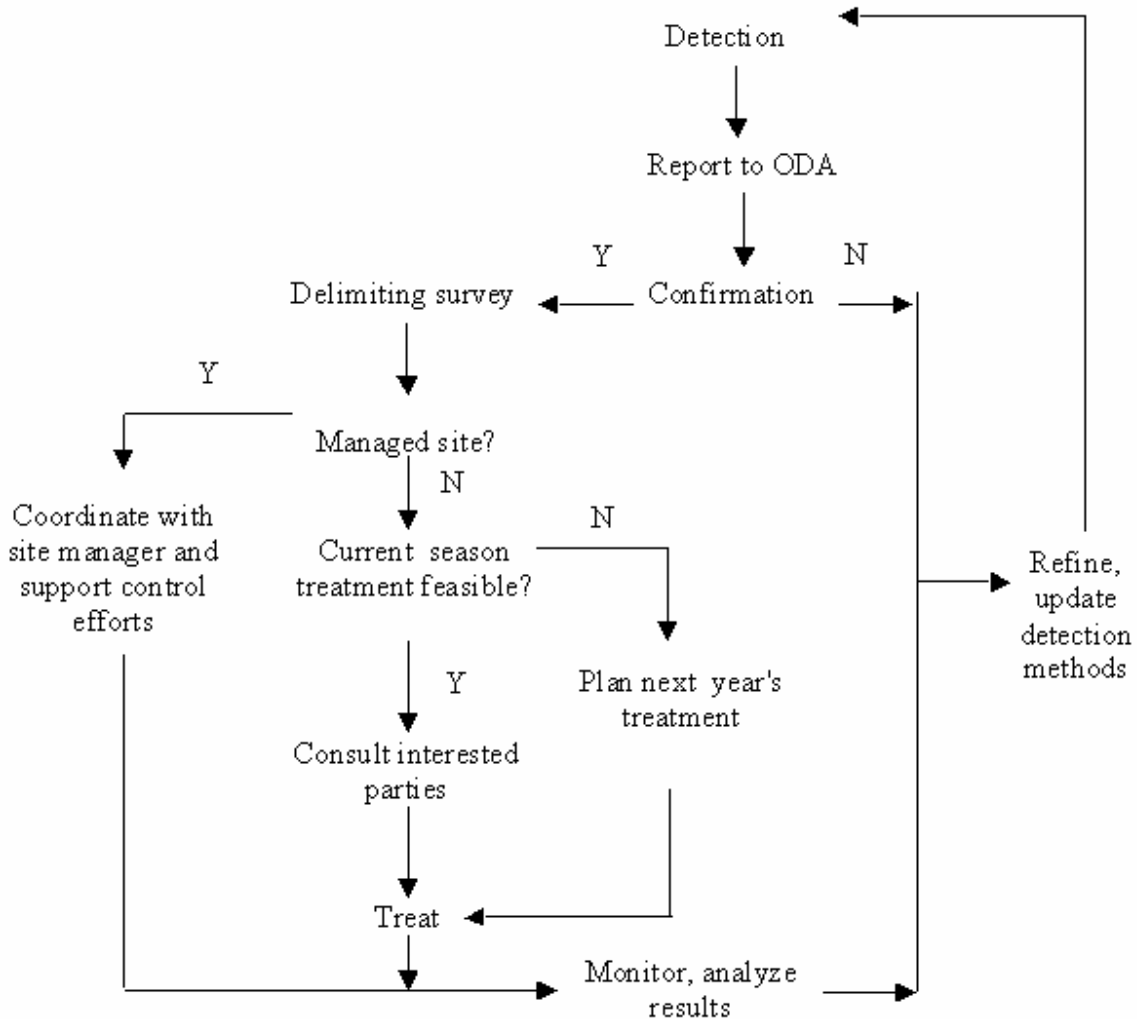 Detection
Report to ODA
Y
N
Delimiting survey
Confirmation
Y
Managed site?
N
Coordinate with
site manager and
support control
efforts
N
Current season
treatment feasible?
Refine,
update
detection
methods
Y
Plan next year's
treatment
Consult interested
parties
Treat
Monitor, analyze
results